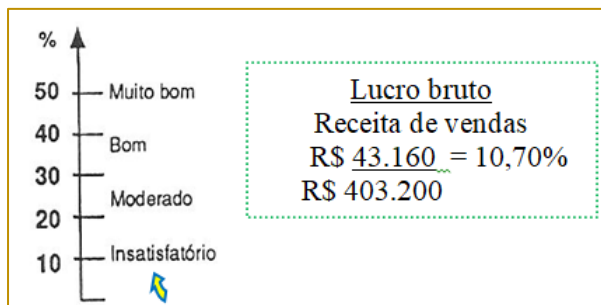 %
50 Muito bom
40
Bom
30
Moderado
20
10 Insatisfatório
Lucro bruto
Receita de vendas
R$ 43.160 = 10,70%
R$ 403.200